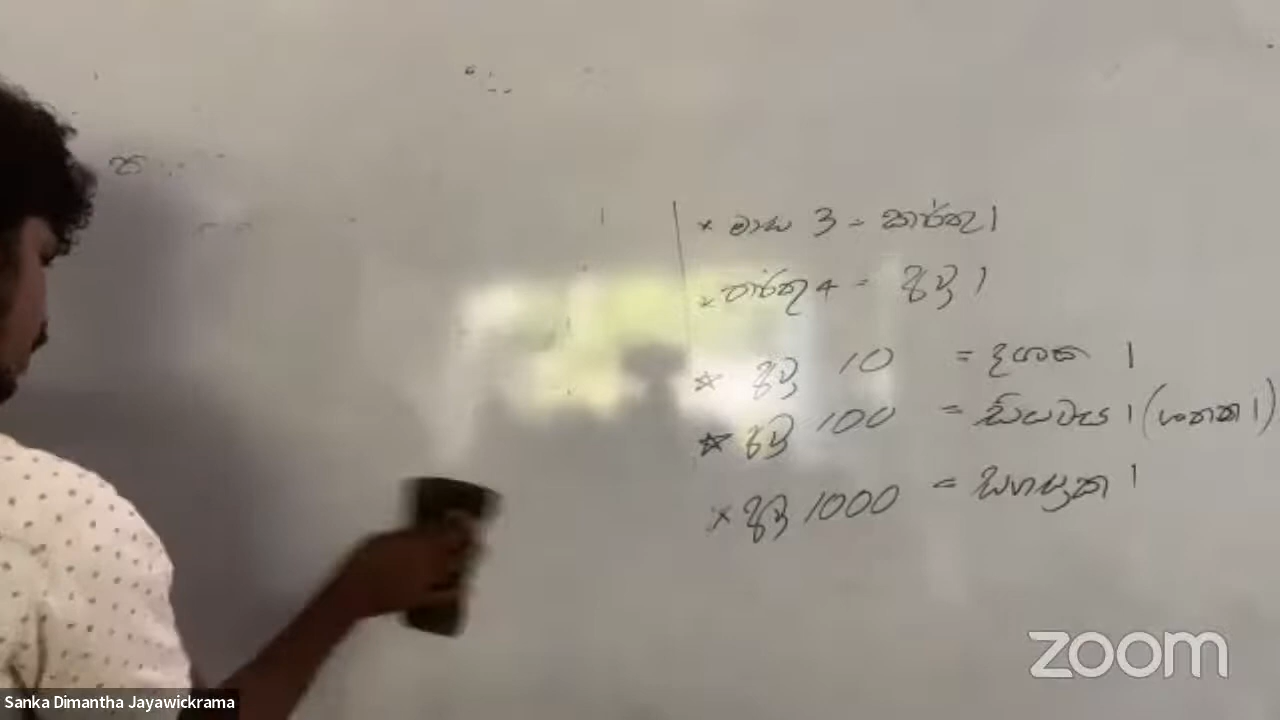 × මාස 3 = කාර්තු 1
× කාර්තු 4 = අවු 1
☆ අවු 10 = දශක 1
☆ අවු 100 = සියවස 1 (ශතක 1)
× අවු 1000 = සහස්‍රක 1
zoom
Sanka Dimantha Jayawickrama